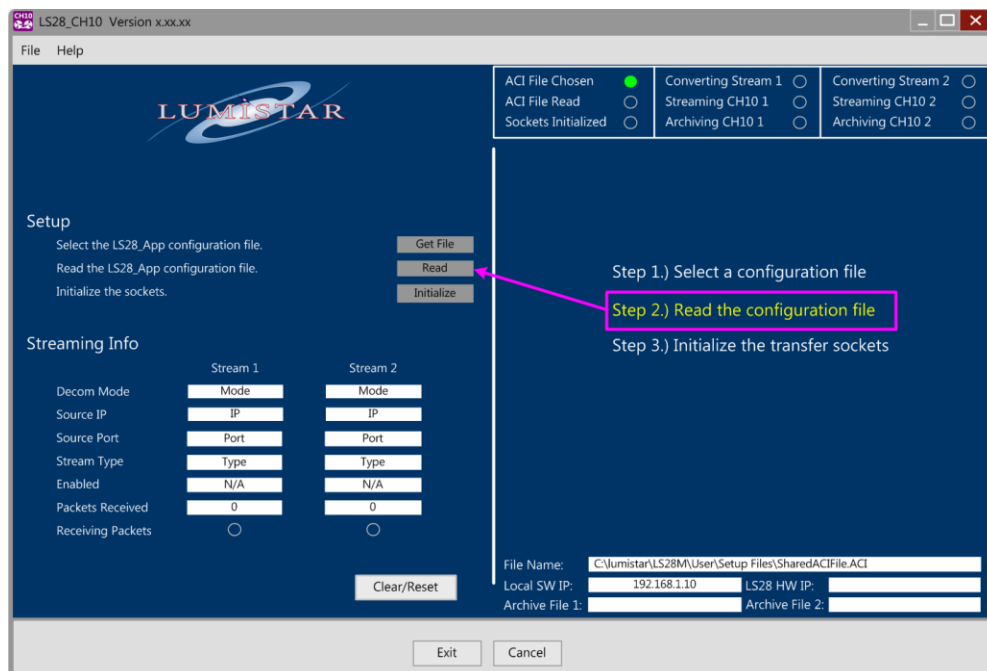 CH10
LS28_CH10 Version x.xx.xx
File Help
LUMISTAR
ACI File Chosen
ACI File Read
Sockets Initialized
Converting Stream 1
Streaming CH10 1
Archiving CH10 1
Converting Stream 2
Streaming CH10 2
Archiving CH10 2
Setup
Select the LS28_App configuration file. Get File
Read the LS28_App configuration file. Read
Initialize the sockets. Initialize
Step 1.) Select a configuration file
Step 2.) Read the configuration file
Step 3.) Initialize the transfer sockets
Streaming Info
Stream 1 Stream 2
Decom Mode Mode Mode
Source IP IP IP
Source Port Port Port
Stream Type Type Type
Enabled N/A N/A
Packets Received 0 0
Receiving Packets
Clear/Reset
File Name: C:\lumistar\LS28M\User\Setup Files\SharedACIFile.ACI
Local SW IP: 192.168.1.10 LS28 HW IP:
Archive File 1: Archive File 2:
Exit Cancel